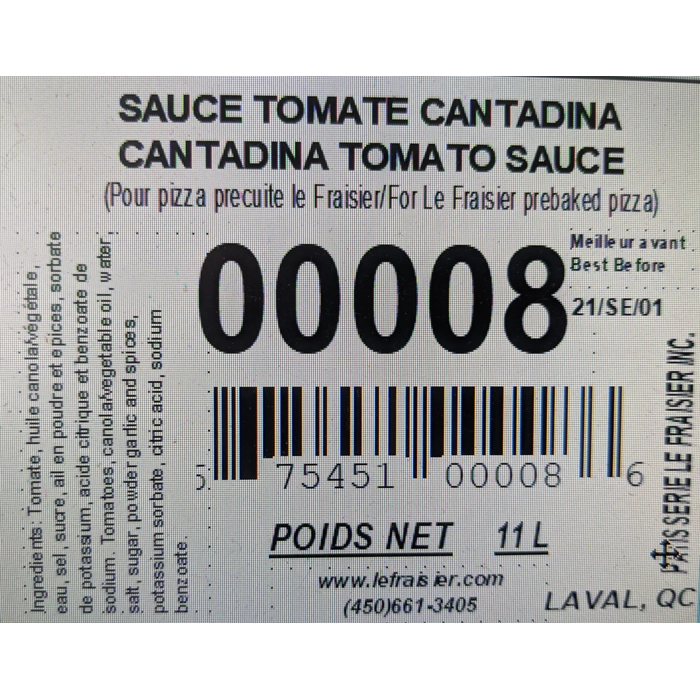 SAUCE TOMATE CANTADINA
CANTADINA TOMATO SAUCE
(Pour pizza precuite le Fraisier/For Le Fraisier prebaked pizza)
Ingredients: Tomate, huile canola/végétale,
eau, sel, sucre, ail en poudre et epices, sorbate
de potassium, acide citrique et benzoate de
sodium. Tomatoes, canola/vegetable oil, water,
salt, sugar, powder garlic and spices,
potassium sorbate, citric acid, sodium
benzoate.
00008
Meilleur avant
Best Before
21/SE/01
5 75451 00008 6
POIDS NET 11 L
www.lefraisier.com
(450)661-3405
LAVAL, QC
PATISSERIE LE FRAISIER INC.